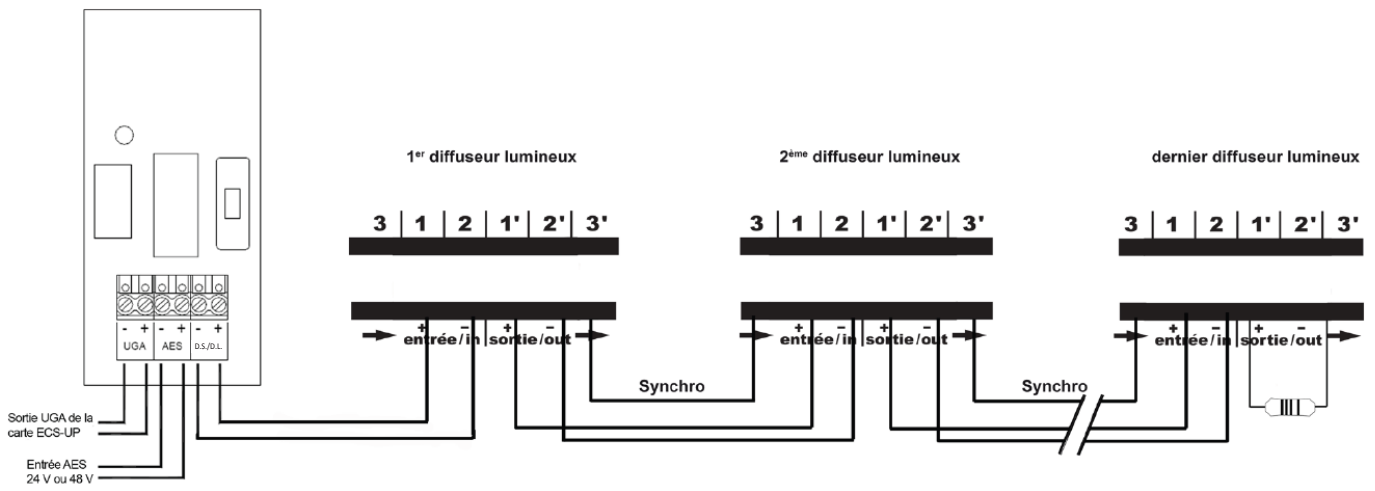 1er diffuseur lumineux
2ème diffuseur lumineux
dernier diffuseur lumineux
3 1 2 1' 2' 3'
3 1 2 1' 2' 3'
3 1 2 1' 2' 3'
- + - + - +
UGA AES D.S./D.L.
+ - + -
entrée/in sortie/out
+ - + -
entrée/in sortie/out
+ - + -
entrée/in sortie/out
Synchro
Synchro
Sortie UGA de la
carte ECS-UP
Entrée AES
24 V ou 48 V